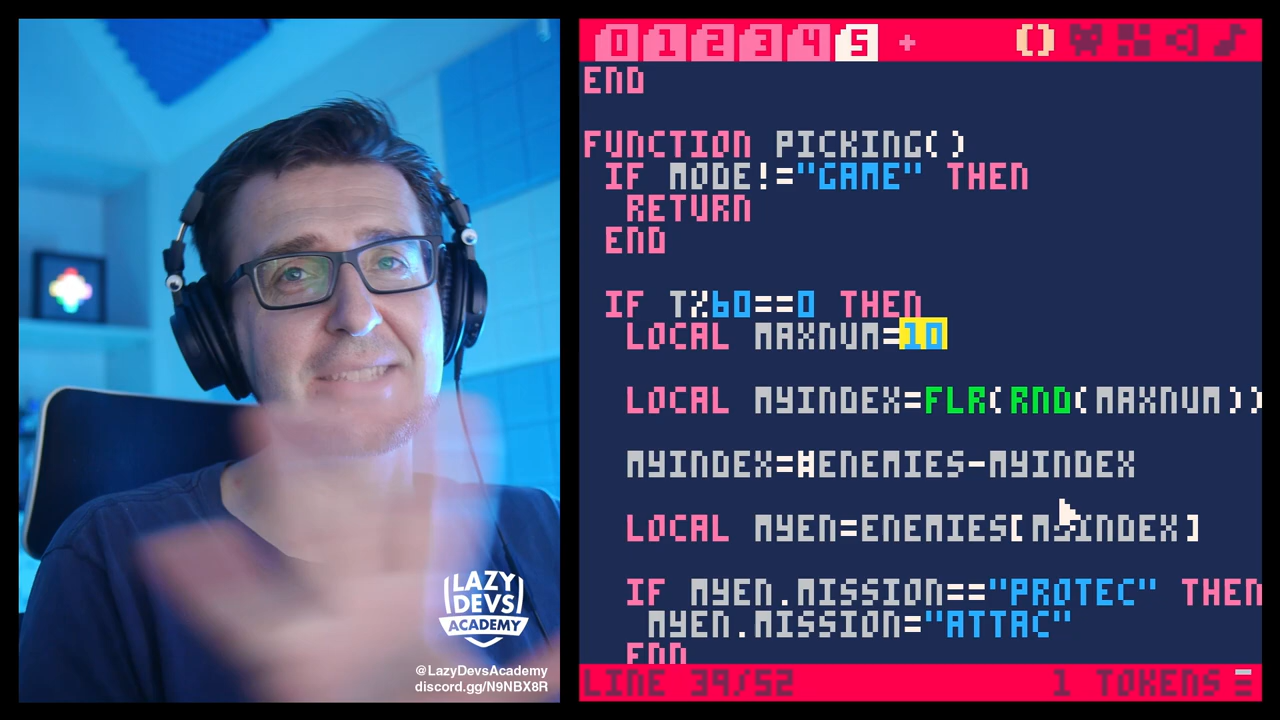 LAZY
DEVS
ACADEMY
@LazyDevsAcademy
discord.gg/N9NBX8R
0 1 2 3 4 5 +
END
FUNCTION PICKING()
IF MODE!="GAME" THEN
RETURN
END
IF T%60==0 THEN
LOCAL MAXNUM=10
LOCAL MYINDEX=FLR(RND(MAXNUM))
MYINDEX=#ENEMIES-MYINDEX
LOCAL MYEN=ENEMIES[MYINDEX]
IF MYEN.MISSION=="PROTEC" THEN
MYEN.MISSION="ATTAC"
END
LINE 39/52 1 TOKENS